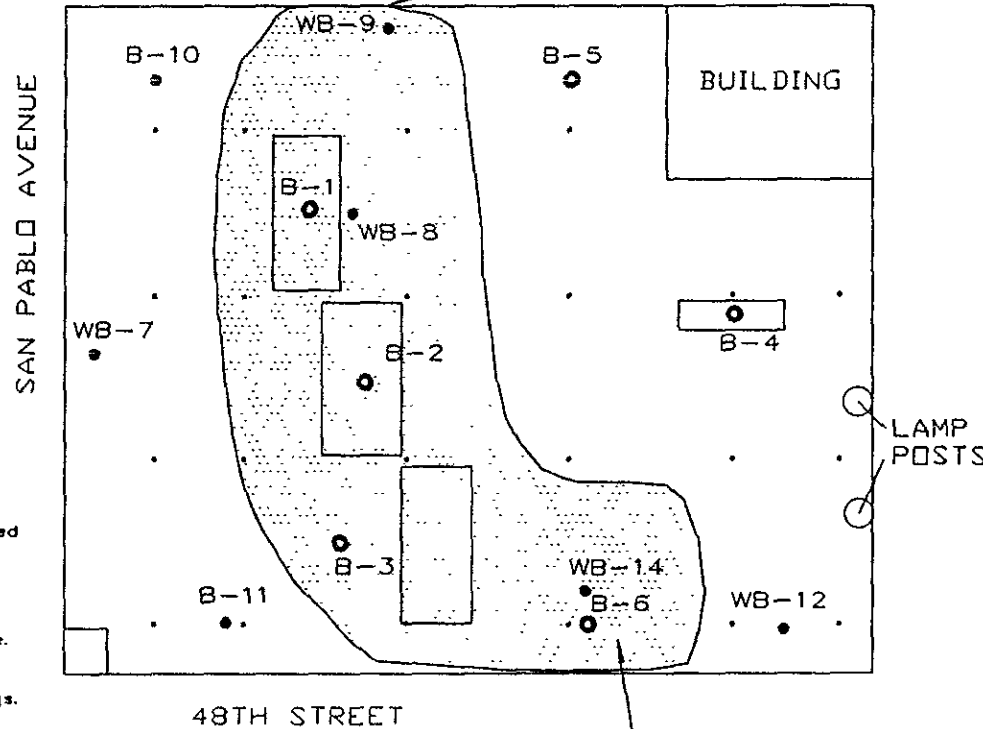 WB-9
B-10
B-5
BUILDING
SAN PABLO AVENUE
B-1
WB-8
WB-7
B-2
B-4
LAMP
POSTS
B-3
WB-14
B-6
B-11
WB-12
48TH STREET